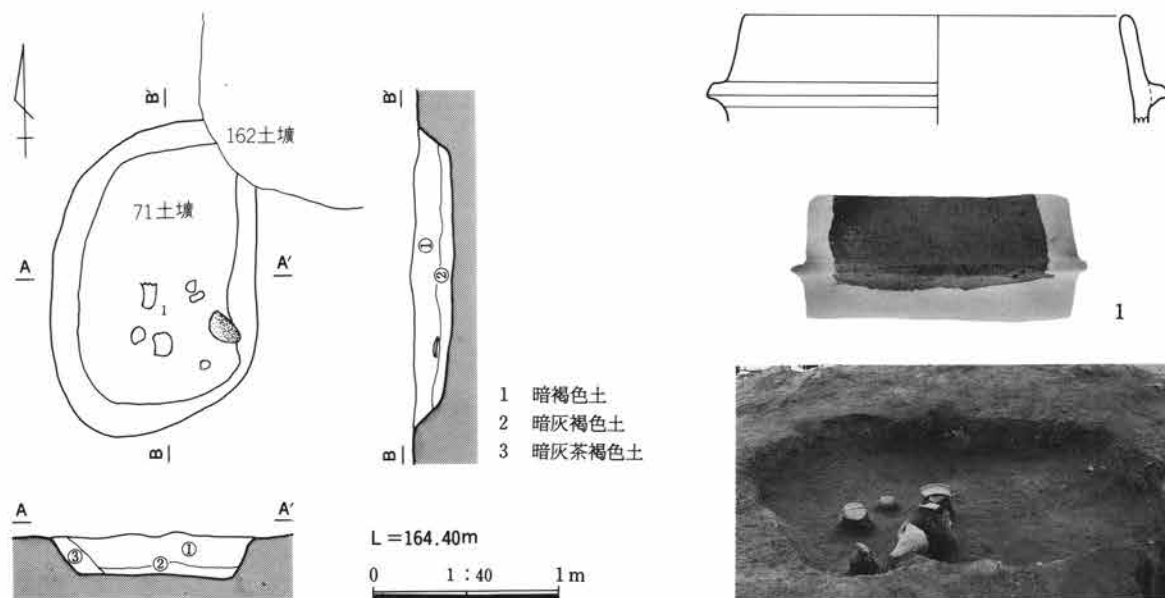 B′
162土壙
71土壙
A
A′
1
B
B′
①
②
B
1 暗褐色土
2 暗灰褐色土
3 暗灰茶褐色土
A
A′
③
①
②
L=164.40m
0 1:40 1m
1